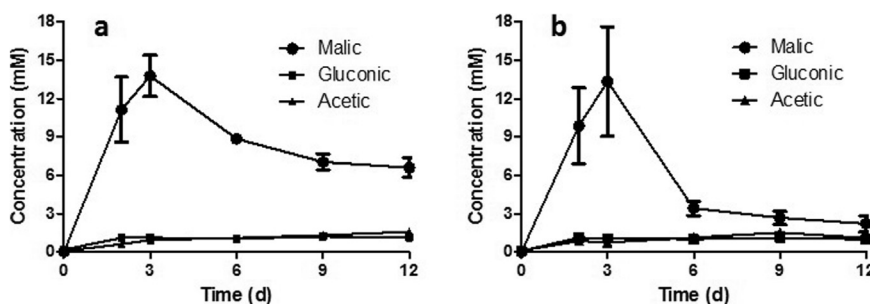 a
Concentration (mM)
18
15
12
9
6
3
0
Malic
Gluconic
Acetic
0 3 6 9 12
Time (d)
b
Concentration (mM)
18
15
12
9
6
3
0
Malic
Gluconic
Acetic
0 3 6 9 12
Time (d)